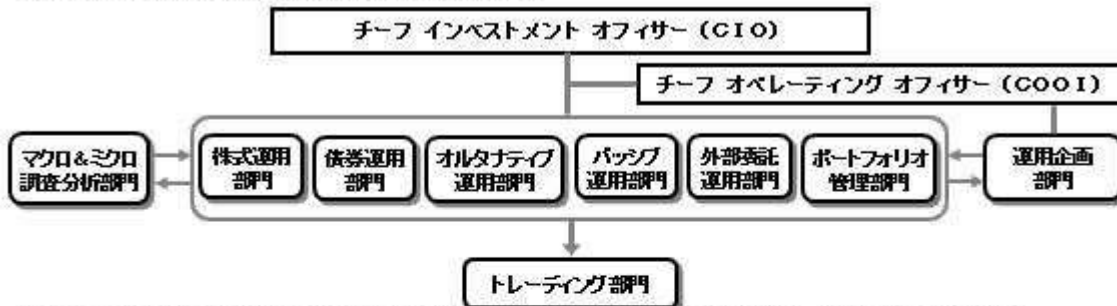 チーフ インベストメント オフィサー (CIO)
チーフ オペレーティング オフィサー (COOI)
マクロ&ミクロ
調査分析部門
株式運用
部門
債券運用
部門
オルタナティブ
運用部門
パッシブ
運用部門
外部委託
運用部門
ポートフォリオ
管理部門
運用企画
部門
トレーディング部門